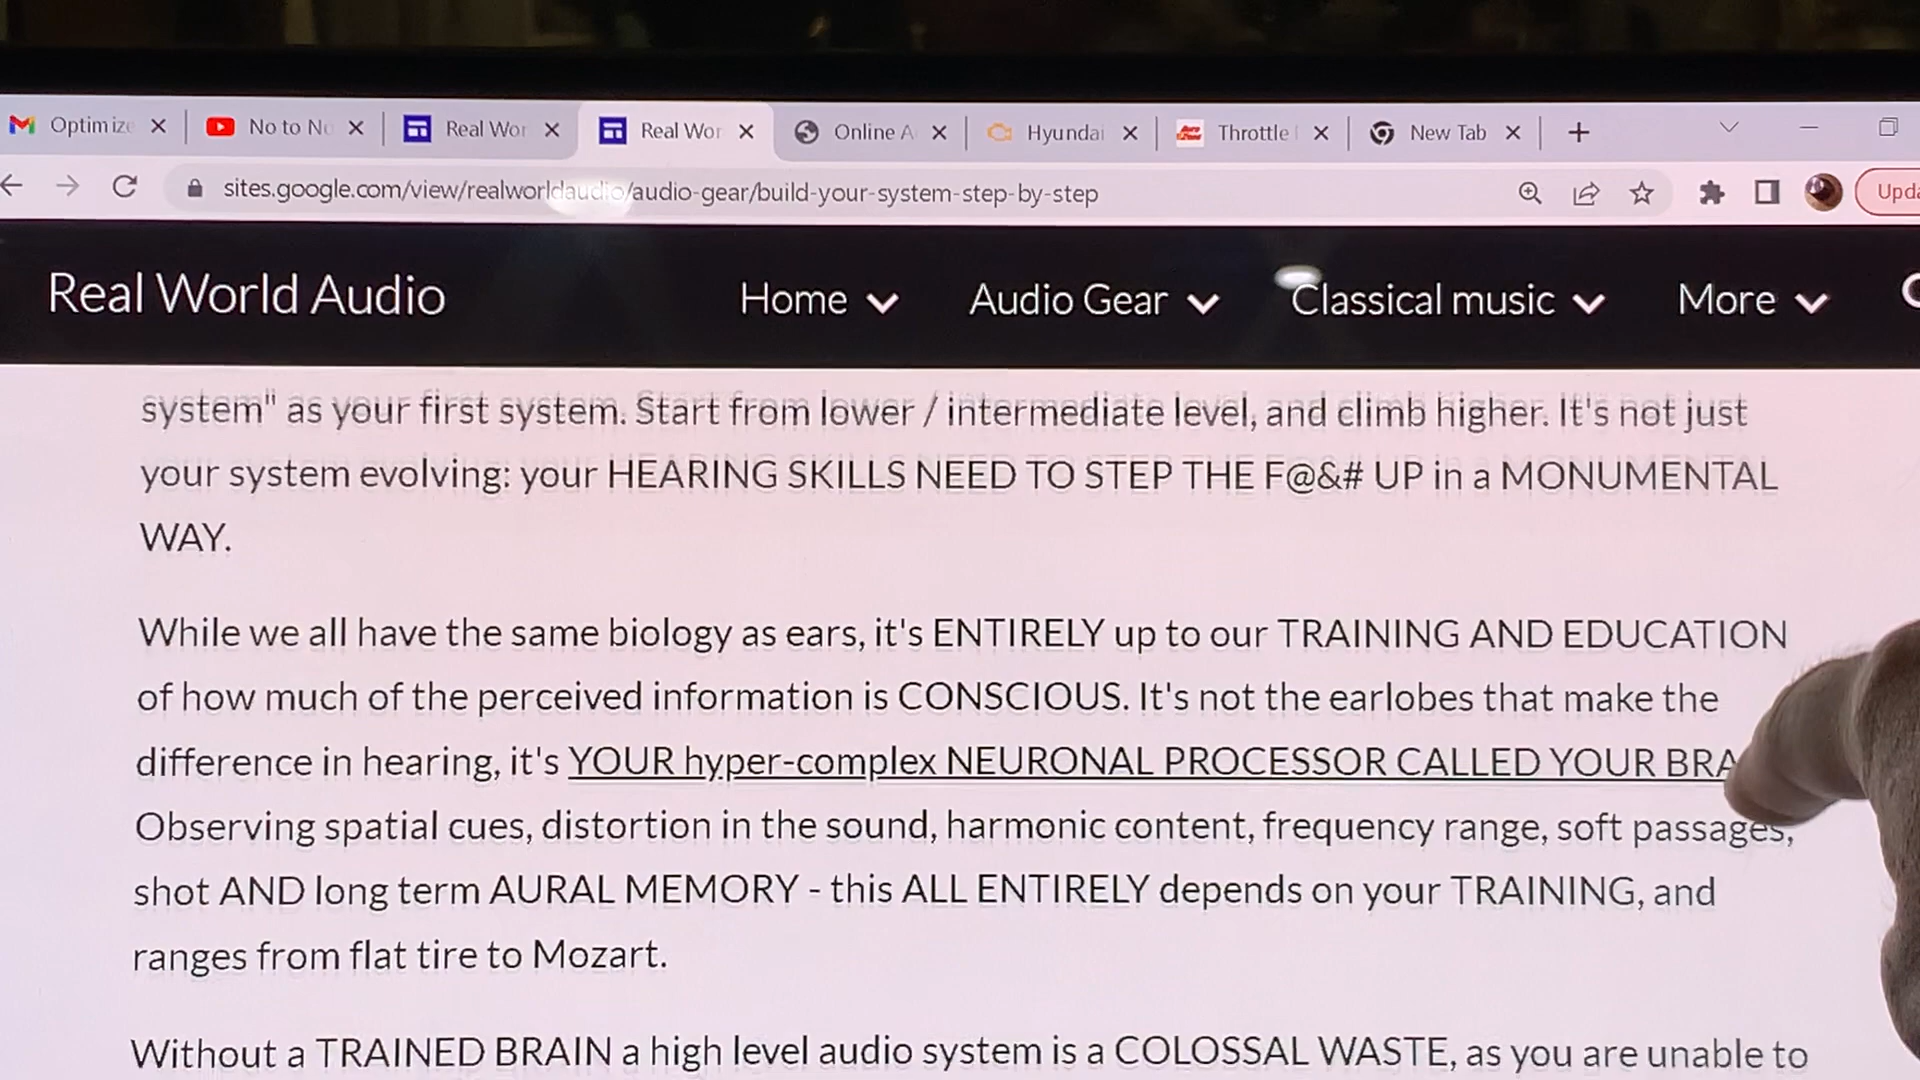 Optimize
No to No
Real Wor
Real Wor
Online A
Hyundai
Throttle
New Tab
sites.google.com/view/realworldaudio/audio-gear/build-your-system-step-by-step
Upda
Real World Audio
Home
Audio Gear
Classical music
More
system" as your first system. Start from lower / intermediate level, and climb higher. It's not just
your system evolving: your HEARING SKILLS NEED TO STEP THE F@&# UP in a MONUMENTAL
WAY.
While we all have the same biology as ears, it's ENTIRELY up to our TRAINING AND EDUCATION
of how much of the perceived information is CONSCIOUS. It's not the earlobes that make the
difference in hearing, it's YOUR hyper-complex NEURONAL PROCESSOR CALLED YOUR BRA
Observing spatial cues, distortion in the sound, harmonic content, frequency range, soft passages,
shot AND long term AURAL MEMORY - this ALL ENTIRELY depends on your TRAINING, and
ranges from flat tire to Mozart.
Without a TRAINED BRAIN a high level audio system is a COLOSSAL WASTE, as you are unable to